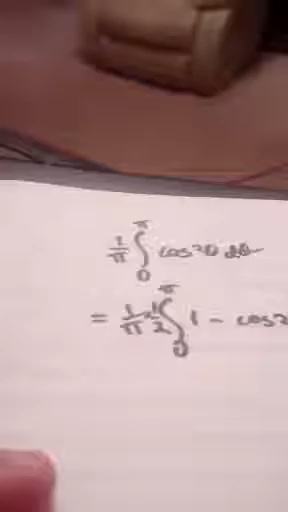 1/π ∫₀^π cos²θ dθ
= 1/π · 1/2 ∫₀^π 1 - cos2